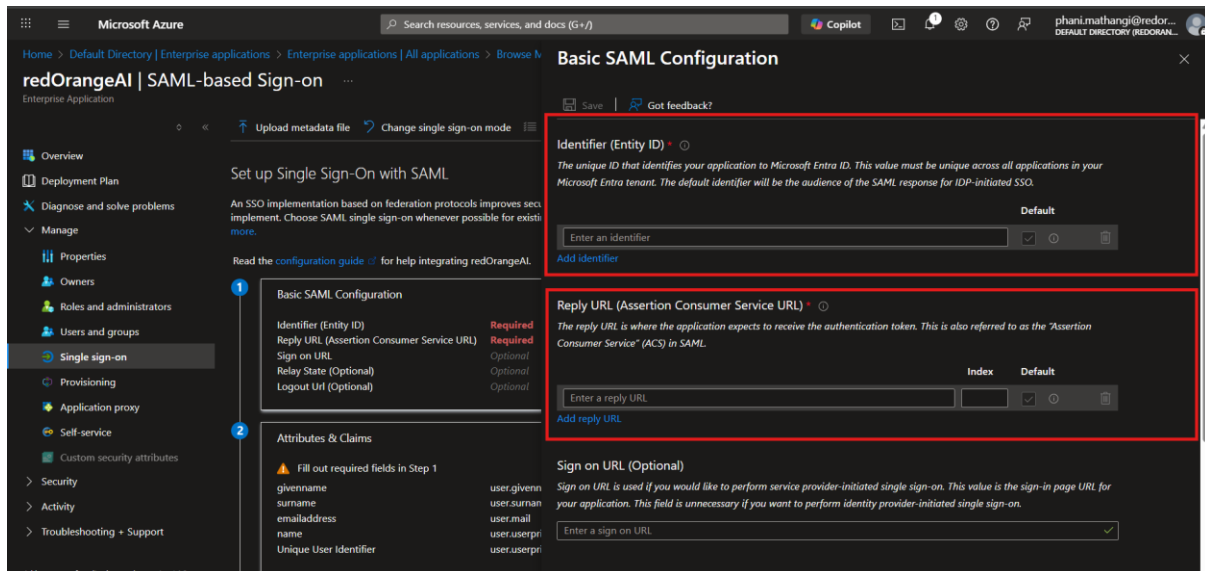 Microsoft Azure
Search resources, services, and docs (G+/)
Copilot
phani.mathangi@redor...
DEFAULT DIRECTORY (REDORAN...
Home > Default Directory | Enterprise applications > Enterprise applications | All applications > Browse M
redOrangeAI | SAML-based Sign-on ...
Enterprise Application
Overview
Deployment Plan
Diagnose and solve problems
Manage
Properties
Owners
Roles and administrators
Users and groups
Single sign-on
Provisioning
Application proxy
Self-service
Custom security attributes
Security
Activity
Troubleshooting + Support
Upload metadata file
Change single sign-on mode
Set up Single Sign-On with SAML
An SSO implementation based on federation protocols improves secu
implement. Choose SAML single sign-on whenever possible for existi
more.
Read the configuration guide for help integrating redOrangeAI.
1
Basic SAML Configuration
Identifier (Entity ID) Required
Reply URL (Assertion Consumer Service URL) Required
Sign on URL Optional
Relay State (Optional) Optional
Logout Url (Optional) Optional
2
Attributes & Claims
Fill out required fields in Step 1
givenname user.givenn
surname user.surnan
emailaddress user.mail
name user.userpri
Unique User Identifier user.userpri
Basic SAML Configuration
Save | Got feedback?
Identifier (Entity ID) *
The unique ID that identifies your application to Microsoft Entra ID. This value must be unique across all applications in your
Microsoft Entra tenant. The default identifier will be the audience of the SAML response for IDP-initiated SSO.
Default
Enter an identifier
Add identifier
Reply URL (Assertion Consumer Service URL) *
The reply URL is where the application expects to receive the authentication token. This is also referred to as the "Assertion
Consumer Service" (ACS) in SAML.
Index Default
Enter a reply URL
Add reply URL
Sign on URL (Optional)
Sign on URL is used if you would like to perform service provider-initiated single sign-on. This value is the sign-in page URL for
your application. This field is unnecessary if you want to perform identity provider-initiated single sign-on.
Enter a sign on URL